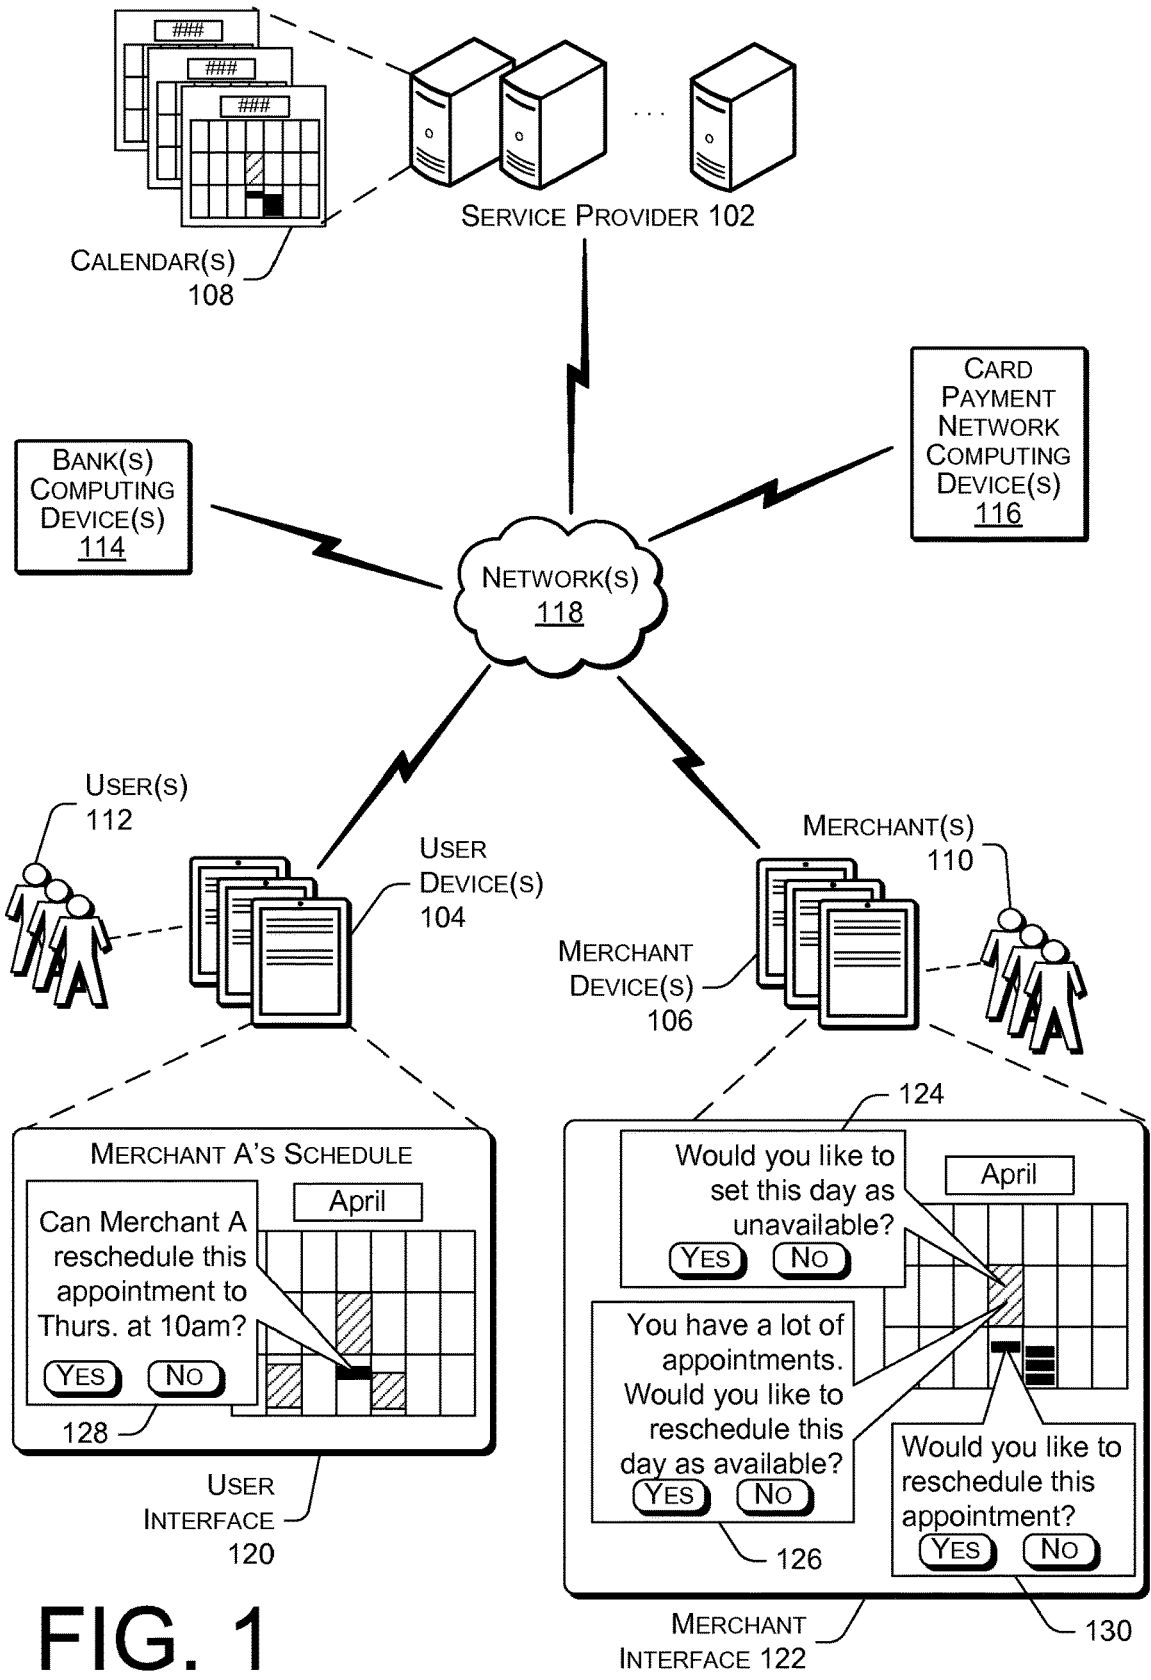 ###
###
###
SERVICE PROVIDER 102
CALENDAR(S)
108
CARD
PAYMENT
NETWORK
COMPUTING
DEVICE(S)
116
BANK(S)
COMPUTING
DEVICE(S)
114
NETWORK(S)
118
USER(S)
112
USER
DEVICE(S)
104
MERCHANT(S)
110
MERCHANT
DEVICE(S)
106
MERCHANT A'S SCHEDULE
April
Can Merchant A
reschedule this
appointment to
Thurs. at 10am?
YES NO
128
USER
INTERFACE
120
124
Would you like to
set this day as
unavailable?
YES NO
April
You have a lot of
appointments.
Would you like to
reschedule this
day as available?
YES NO
126
Would you like to
reschedule this
appointment?
YES NO
130
MERCHANT
INTERFACE 122
FIG. 1